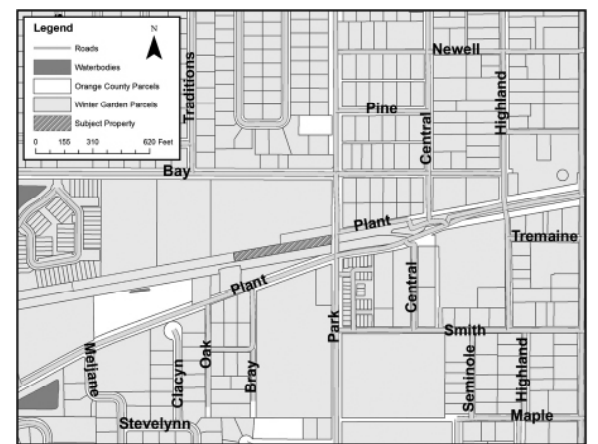 Legend
N
Roads
Waterbodies
Orange County Parcels
Winter Garden Parcels
Subject Property
0 155 310 620 Feet
Traditions
Newell
Pine
Central
Highland
Bay
Plant
Tremaine
Plant
Central
Park
Smith
Mellane
Clacyn
Oak
Bray
Seminole
Highland
Stevelynn
Maple